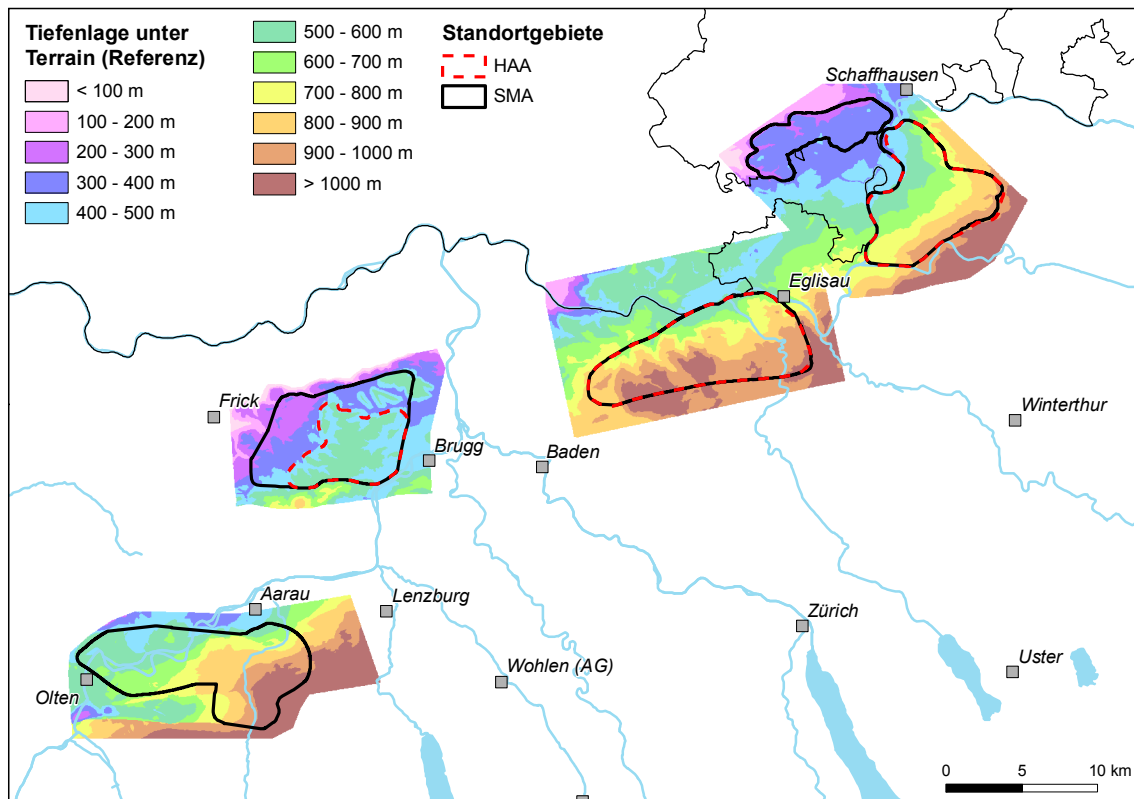 Tiefenlage unter
Terrain (Referenz)
< 100 m
100 - 200 m
200 - 300 m
300 - 400 m
400 - 500 m
500 - 600 m
600 - 700 m
700 - 800 m
800 - 900 m
900 - 1000 m
> 1000 m
Standortgebiete
HAA
SMA
Schaffhausen
Eglisau
Frick
Brugg
Baden
Winterthur
Aarau
Lenzburg
Zürich
Olten
Wohlen (AG)
Uster
0 5 10 km